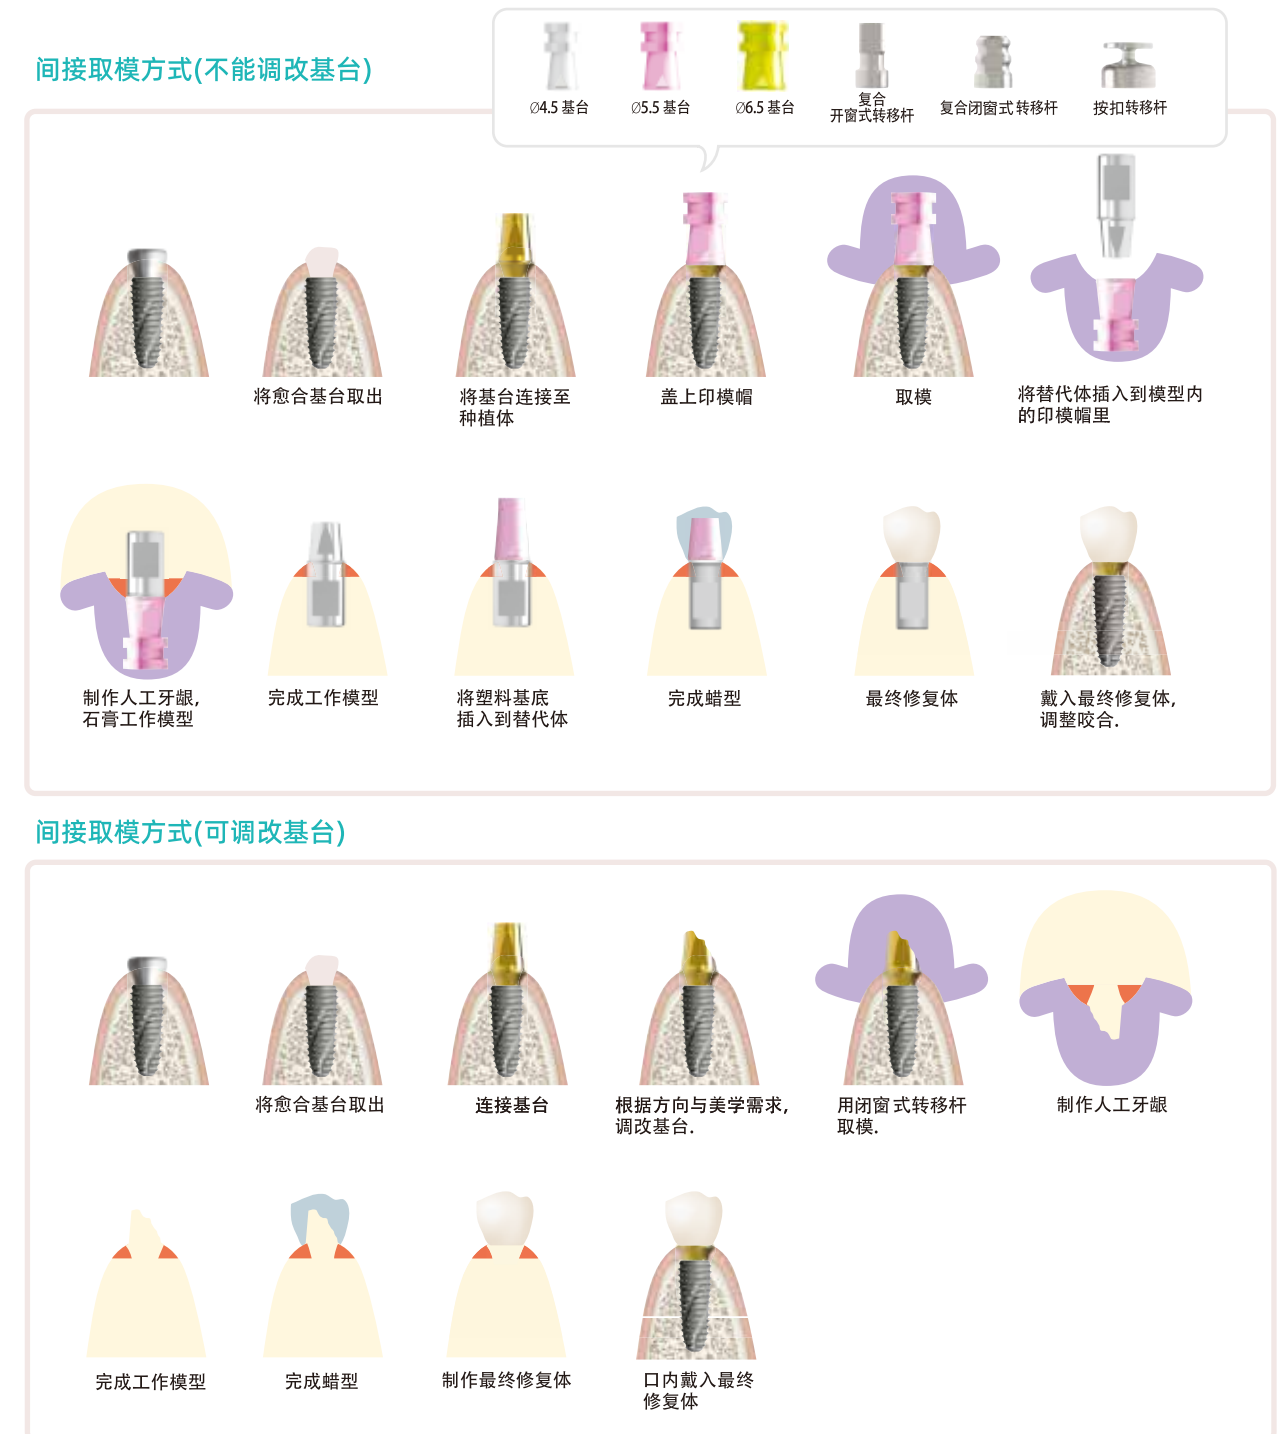 间接取模方式(不能调改基台)
Ø4.5 基台
Ø5.5 基台
Ø6.5 基台
复合
开窗式转移杆
复合闭窗式 转移杆
按扣转移杆
将愈合基台取出
将基台连接至
种植体
盖上印模帽
取模
将替代体插入到模型内
的印模帽里
制作人工牙龈,
石膏工作模型
完成工作模型
将塑料基底
插入到替代体
完成蜡型
最终修复体
戴入最终修复体,
调整咬合.
间接取模方式(可调改基台)
将愈合基台取出
连接基台
根据方向与美学需求,
调改基台.
用闭窗式转移杆
取模.
制作人工牙龈
完成工作模型
完成蜡型
制作最终修复体
口内戴入最终
修复体